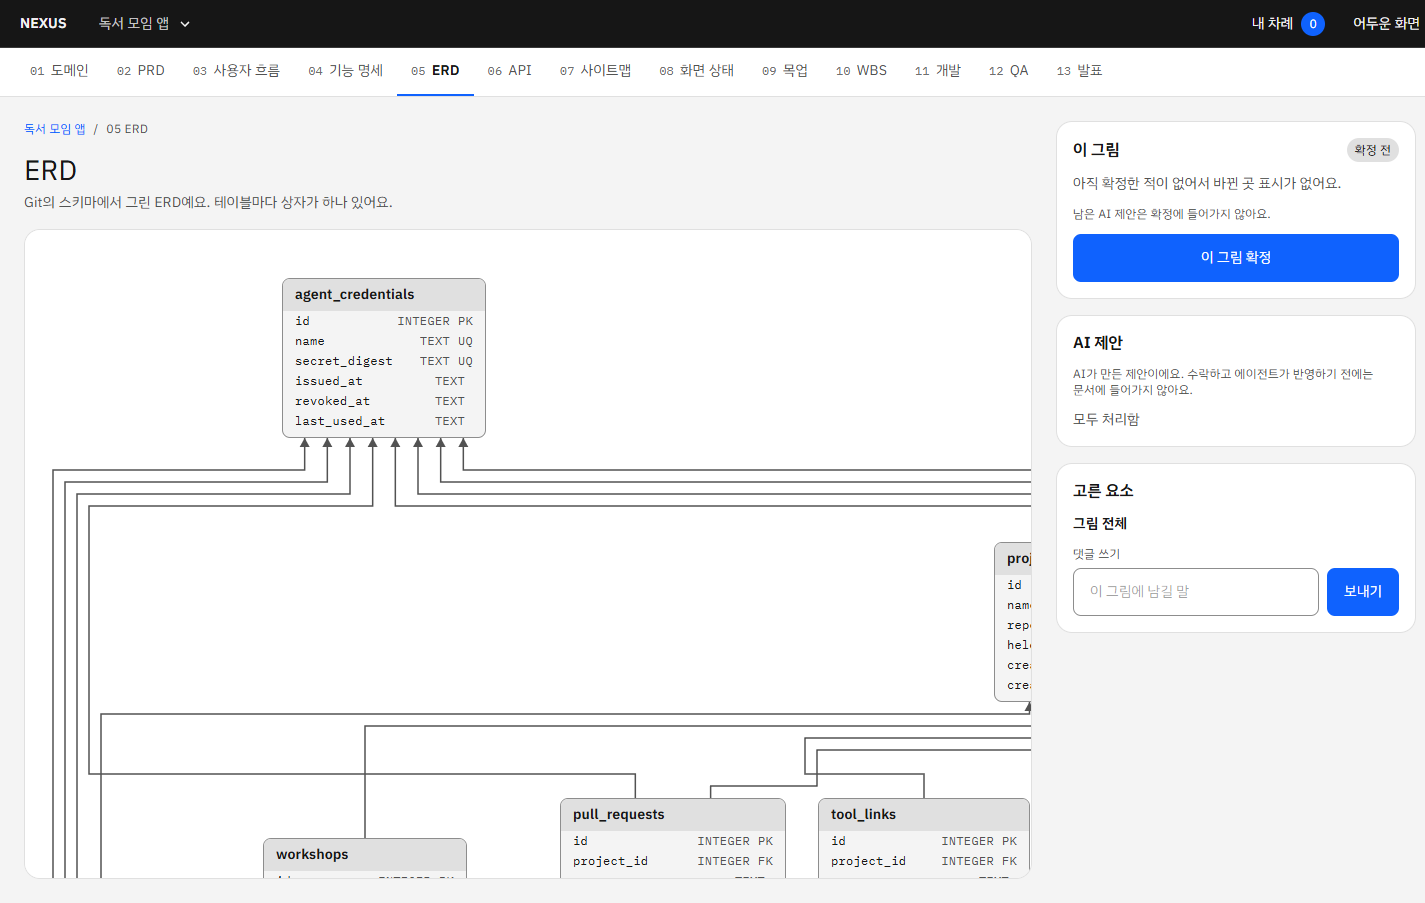 NEXUS 독서 모임 앱 내 차례 0 어두운 화면
01 도메인 02 PRD 03 사용자 흐름 04 기능 명세 05 ERD 06 API 07 사이트맵 08 화면 상태 09 목업 10 WBS 11 개발 12 QA 13 발표
독서 모임 앱 / 05 ERD
ERD
Git의 스키마에서 그린 ERD예요. 테이블마다 상자가 하나 있어요.
agent_credentials
id INTEGER PK
name TEXT UQ
secret_digest TEXT UQ
issued_at TEXT
revoked_at TEXT
last_used_at TEXT
proj
id
name
repo
held
crea
crea
pull_requests
id INTEGER PK
project_id INTEGER FK
tool_links
id INTEGER PK
project_id INTEGER FK
workshops
이 그림 확정 전
아직 확정한 적이 없어서 바뀐 곳 표시가 없어요.
남은 AI 제안은 확정에 들어가지 않아요.
이 그림 확정
AI 제안
AI가 만든 제안이에요. 수락하고 에이전트가 반영하기 전에는
문서에 들어가지 않아요.
모두 처리함
고른 요소
그림 전체
댓글 쓰기
이 그림에 남길 말 보내기